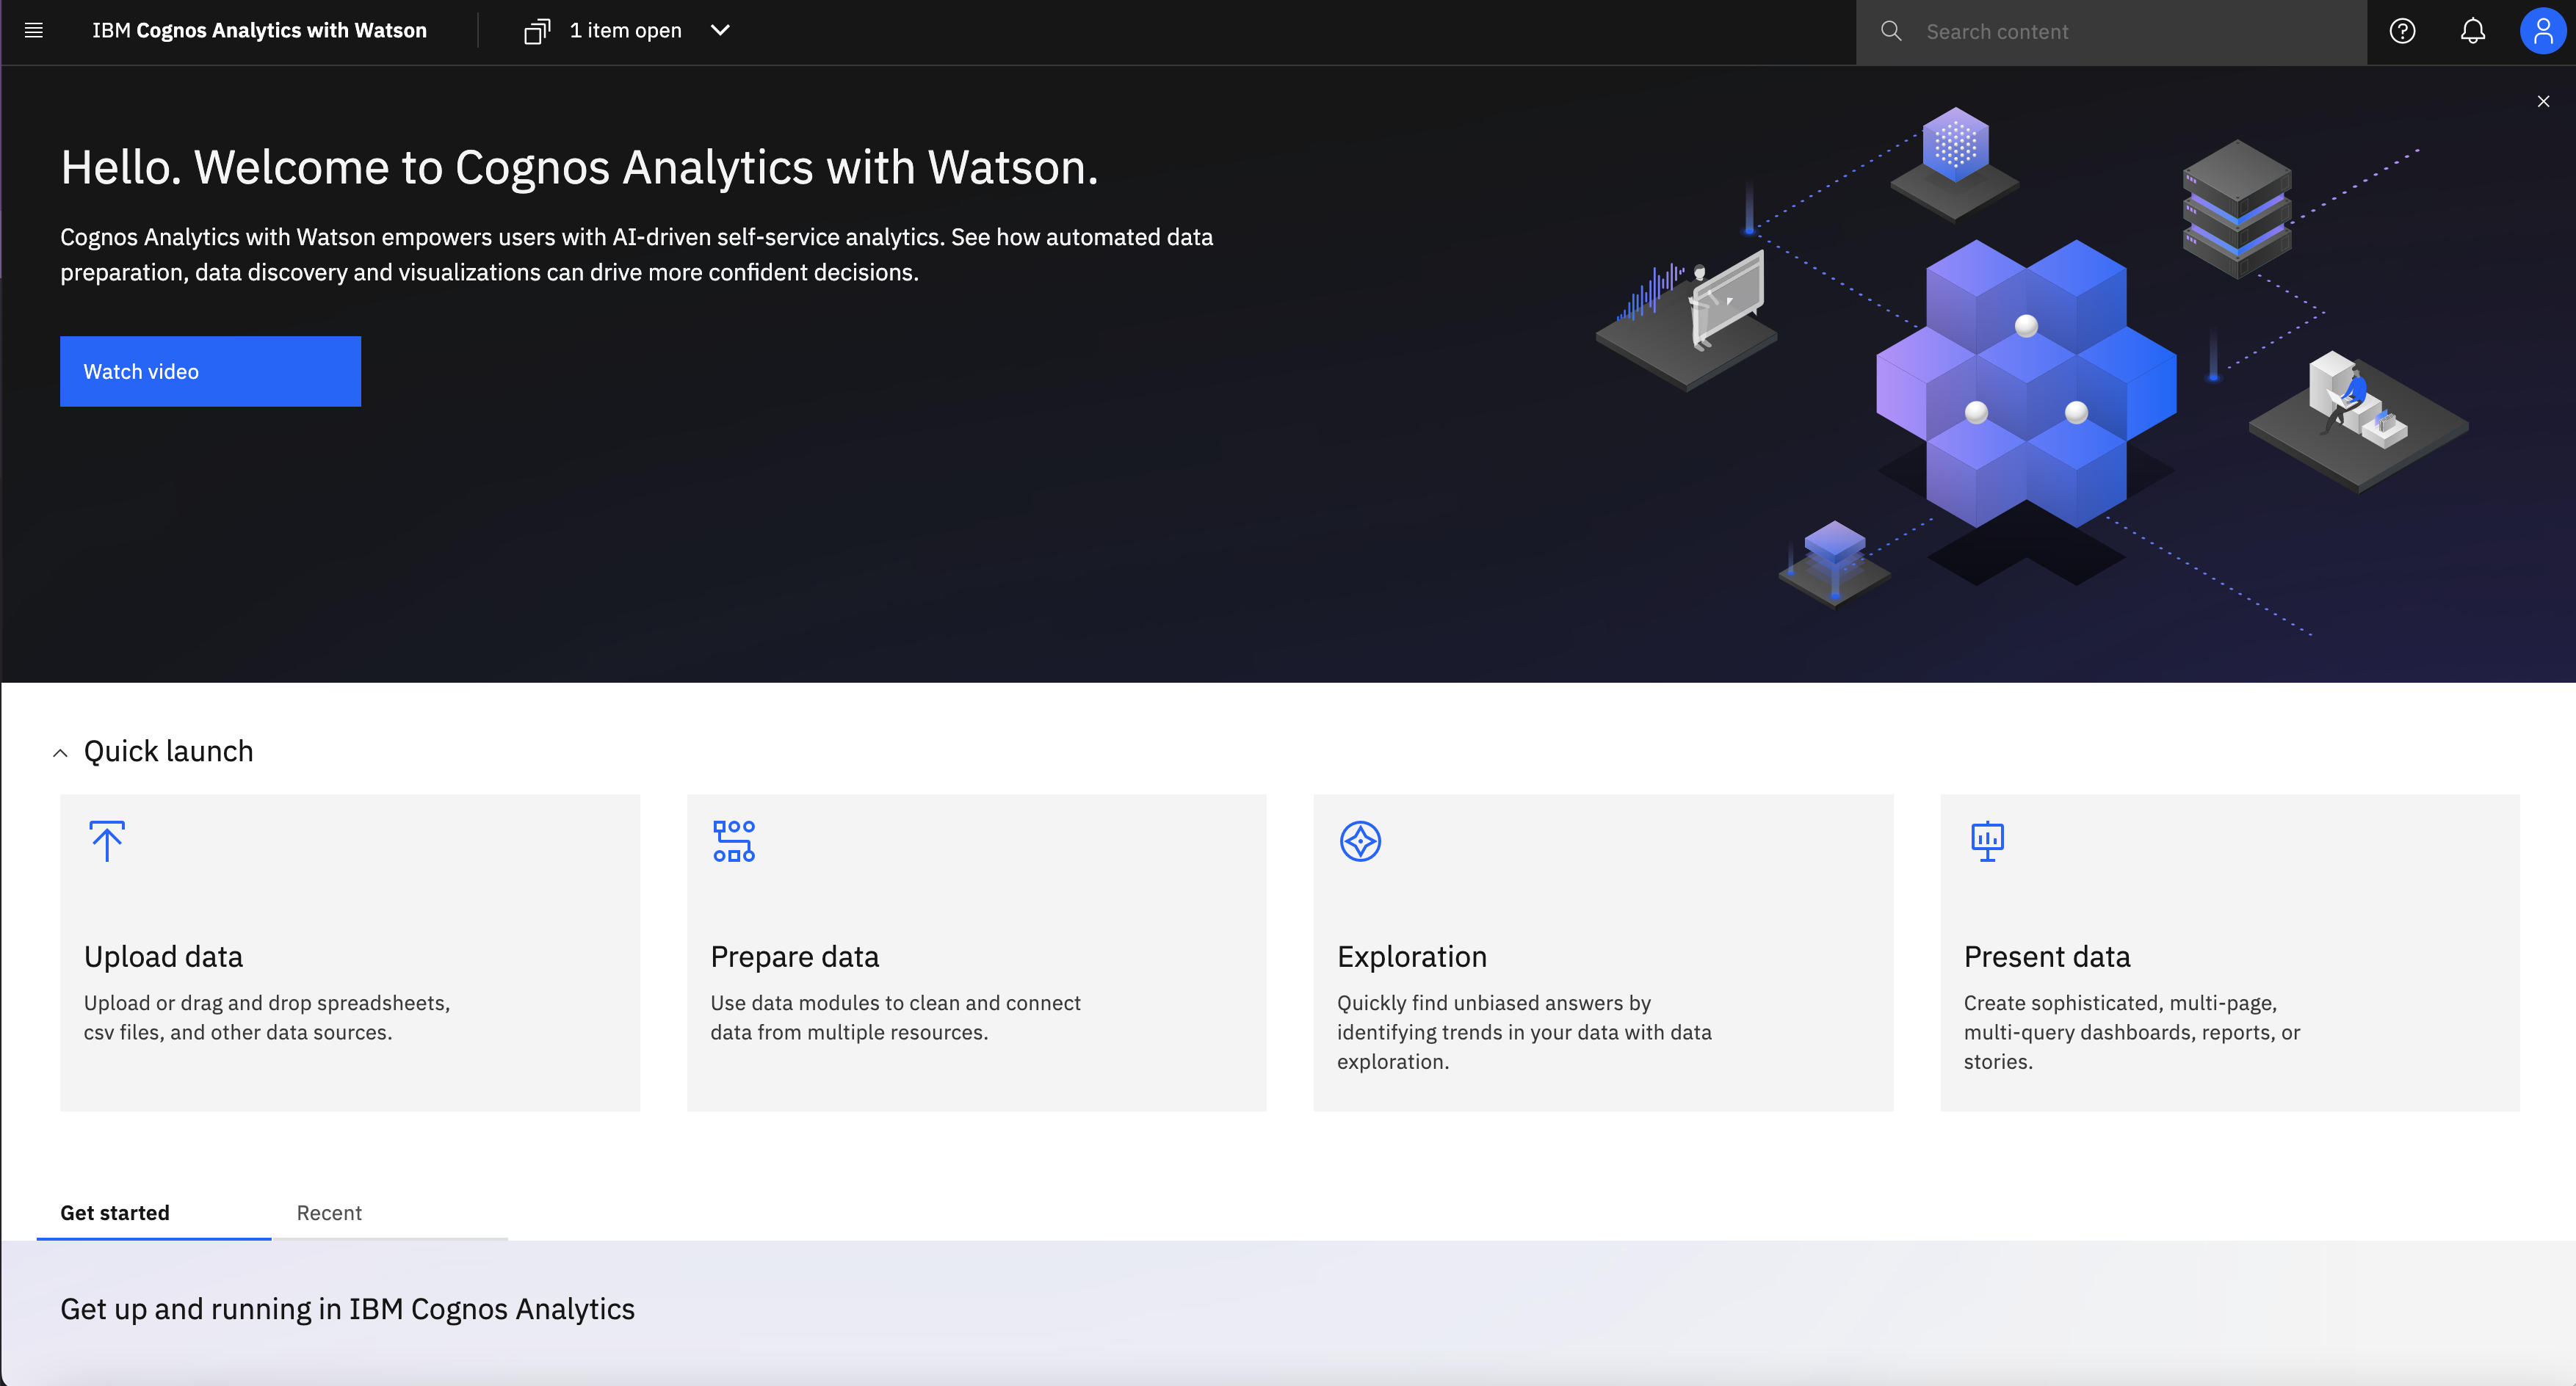 IBM Cognos Analytics with Watson
1 item open
Search content
Hello. Welcome to Cognos Analytics with Watson.
Cognos Analytics with Watson empowers users with AI-driven self-service analytics. See how automated data
preparation, data discovery and visualizations can drive more confident decisions.
Watch video
Quick launch
Upload data
Upload or drag and drop spreadsheets,
csv files, and other data sources.
Prepare data
Use data modules to clean and connect
data from multiple resources.
Exploration
Quickly find unbiased answers by
identifying trends in your data with data
exploration.
Present data
Create sophisticated, multi-page,
multi-query dashboards, reports, or
stories.
Get started
Recent
Get up and running in IBM Cognos Analytics